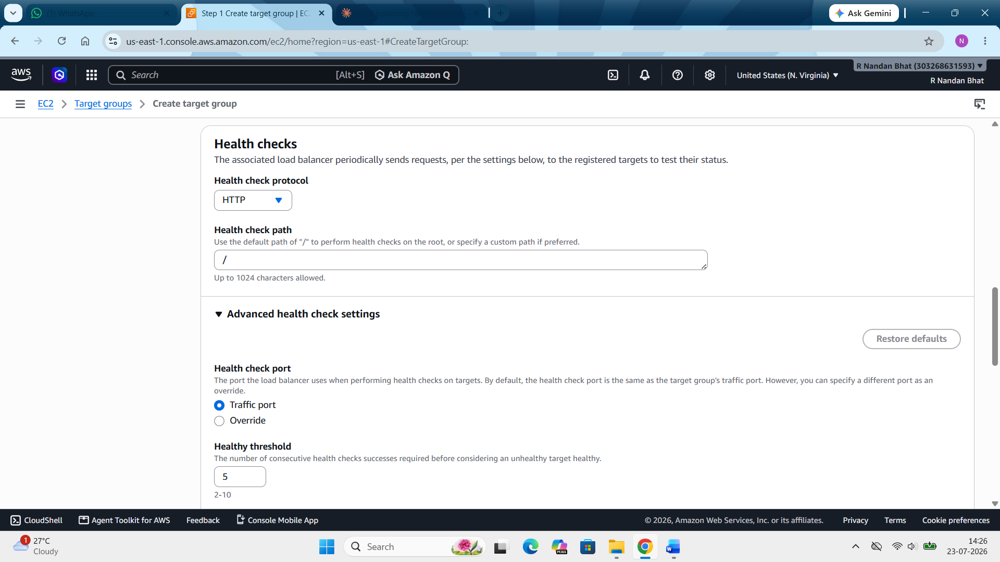 (1) WhatsApp
Step 1 Create target group | EC
Ask Gemini
us-east-1.console.aws.amazon.com/ec2/home?region=us-east-1#CreateTargetGroup:
N
aws
Search
[Alt+S]
Ask Amazon Q
United States (N. Virginia) ▼
R Nandan Bhat (303268631593) ▼
R Nandan Bhat
EC2 > Target groups > Create target group
Health checks
The associated load balancer periodically sends requests, per the settings below, to the registered targets to test their status.
Health check protocol
HTTP
Health check path
Use the default path of "/" to perform health checks on the root, or specify a custom path if preferred.
/
Up to 1024 characters allowed.
Advanced health check settings
Restore defaults
Health check port
The port the load balancer uses when performing health checks on targets. By default, the health check port is the same as the target group's traffic port. However, you can specify a different port as an
override.
Traffic port
Override
Healthy threshold
The number of consecutive health checks successes required before considering an unhealthy target healthy.
5
2-10
CloudShell
Agent Toolkit for AWS
Feedback
Console Mobile App
© 2026, Amazon Web Services, Inc. or its affiliates.
Privacy
Terms
Cookie preferences
1
27°C
Cloudy
Search
M365
W
14:26
23-07-2026